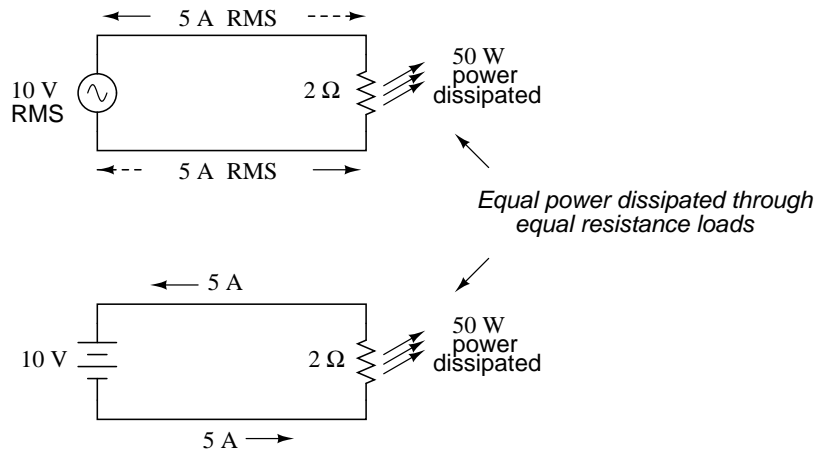 5 A RMS
10 V
RMS
2 Ω
50 W
power
dissipated
5 A RMS
Equal power dissipated through
equal resistance loads
5 A
10 V
2 Ω
50 W
power
dissipated
5 A